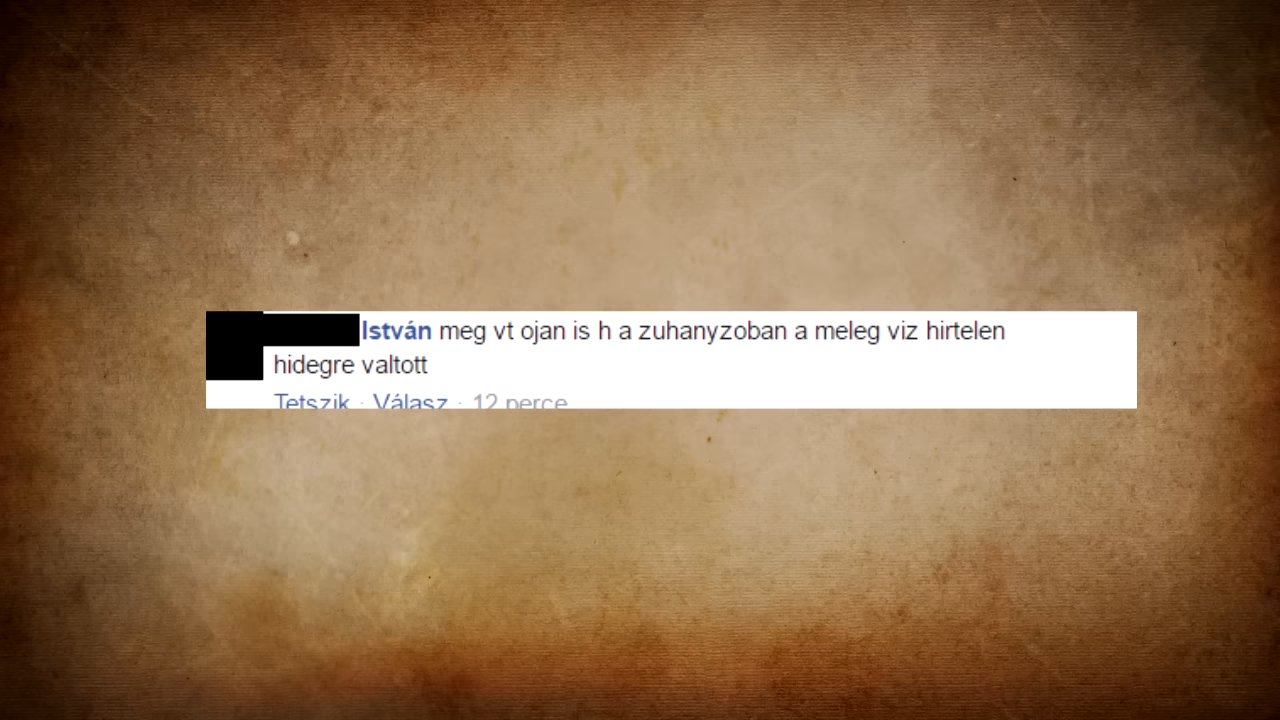 István meg vt ojan is h a zuhanyzoban a meleg viz hirtelen
hidegre valtott
Tetszik · Válasz · 12 perce